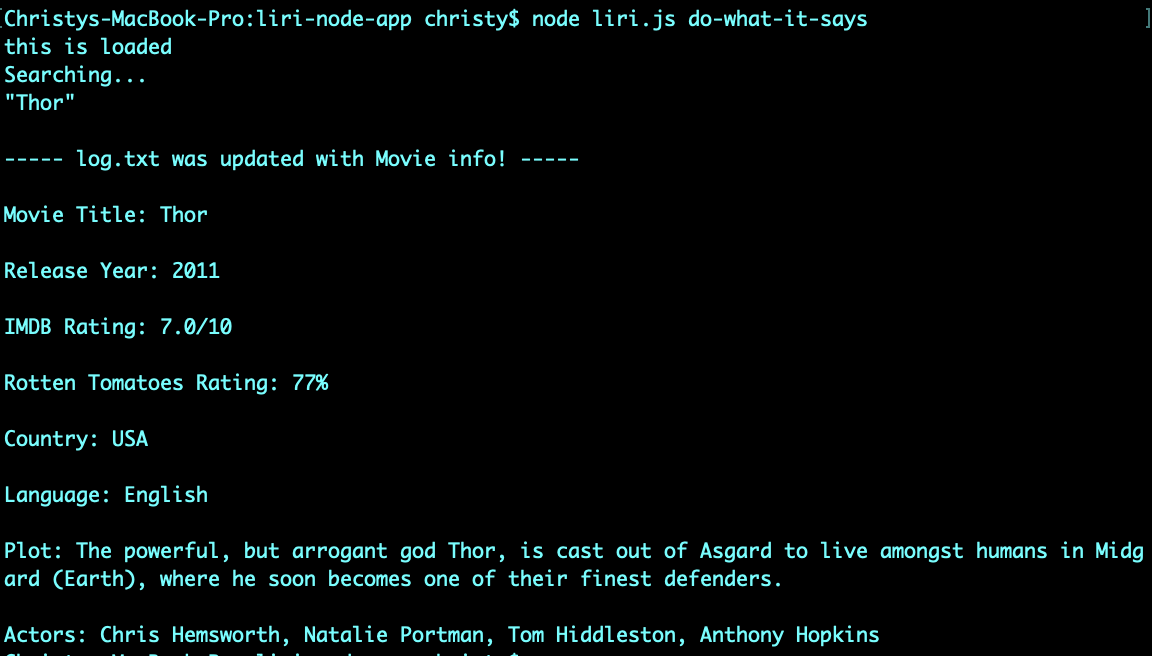 Christys-MacBook-Pro:liri-node-app christy$ node liri.js do-what-it-says
this is loaded
Searching...
"Thor"
----- log.txt was updated with Movie info! -----
Movie Title: Thor
Release Year: 2011
IMDB Rating: 7.0/10
Rotten Tomatoes Rating: 77%
Country: USA
Language: English
Plot: The powerful, but arrogant god Thor, is cast out of Asgard to live amongst humans in Midg
ard (Earth), where he soon becomes one of their finest defenders.
Actors: Chris Hemsworth, Natalie Portman, Tom Hiddleston, Anthony Hopkins